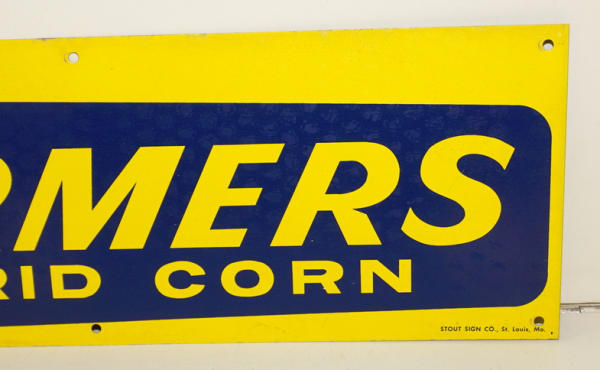 RMERS
RID CORN
STOUT SIGN CO., St. Louis, Mo.